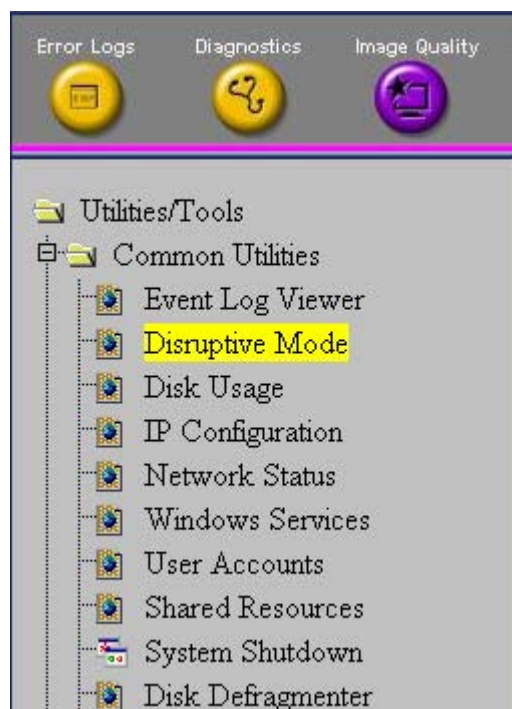 Error Logs Diagnostics Image Quality
Utilities/Tools
Common Utilities
Event Log Viewer
Disruptive Mode
Disk Usage
IP Configuration
Network Status
Windows Services
User Accounts
Shared Resources
System Shutdown
Disk Defragmenter